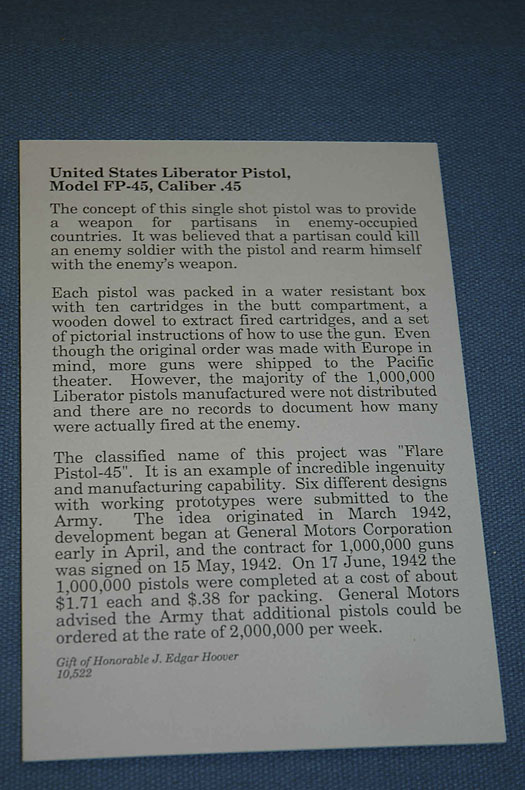 United States Liberator Pistol,
Model FP-45, Caliber .45
The concept of this single shot pistol was to provide
a weapon for partisans in enemy-occupied
countries. It was believed that a partisan could kill
an enemy soldier with the pistol and rearm himself
with the enemy's weapon.
Each pistol was packed in a water resistant box
with ten cartridges in the butt compartment, a
wooden dowel to extract fired cartridges, and a set
of pictorial instructions of how to use the gun. Even
though the original order was made with Europe in
mind, more guns were shipped to the Pacific
theater. However, the majority of the 1,000,000
Liberator pistols manufactured were not distributed
and there are no records to document how many
were actually fired at the enemy.
The classified name of this project was "Flare
Pistol-45". It is an example of incredible ingenuity
and manufacturing capability. Six different designs
with working prototypes were submitted to the
Army. The idea originated in March 1942,
development began at General Motors Corporation
early in April, and the contract for 1,000,000 guns
was signed on 15 May, 1942. On 17 June, 1942 the
1,000,000 pistols were completed at a cost of about
$1.71 each and $.38 for packing. General Motors
advised the Army that additional pistols could be
ordered at the rate of 2,000,000 per week.
Gift of Honorable J. Edgar Hoover
10,522